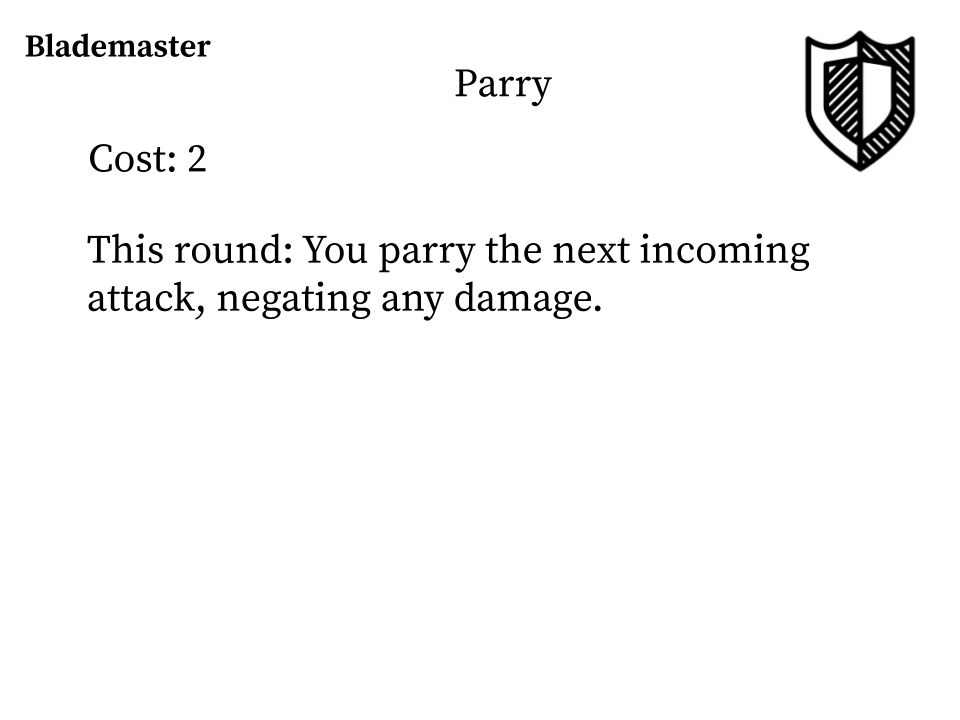 Blademaster
Parry
Cost: 2
This round: You parry the next incoming
attack, negating any damage.